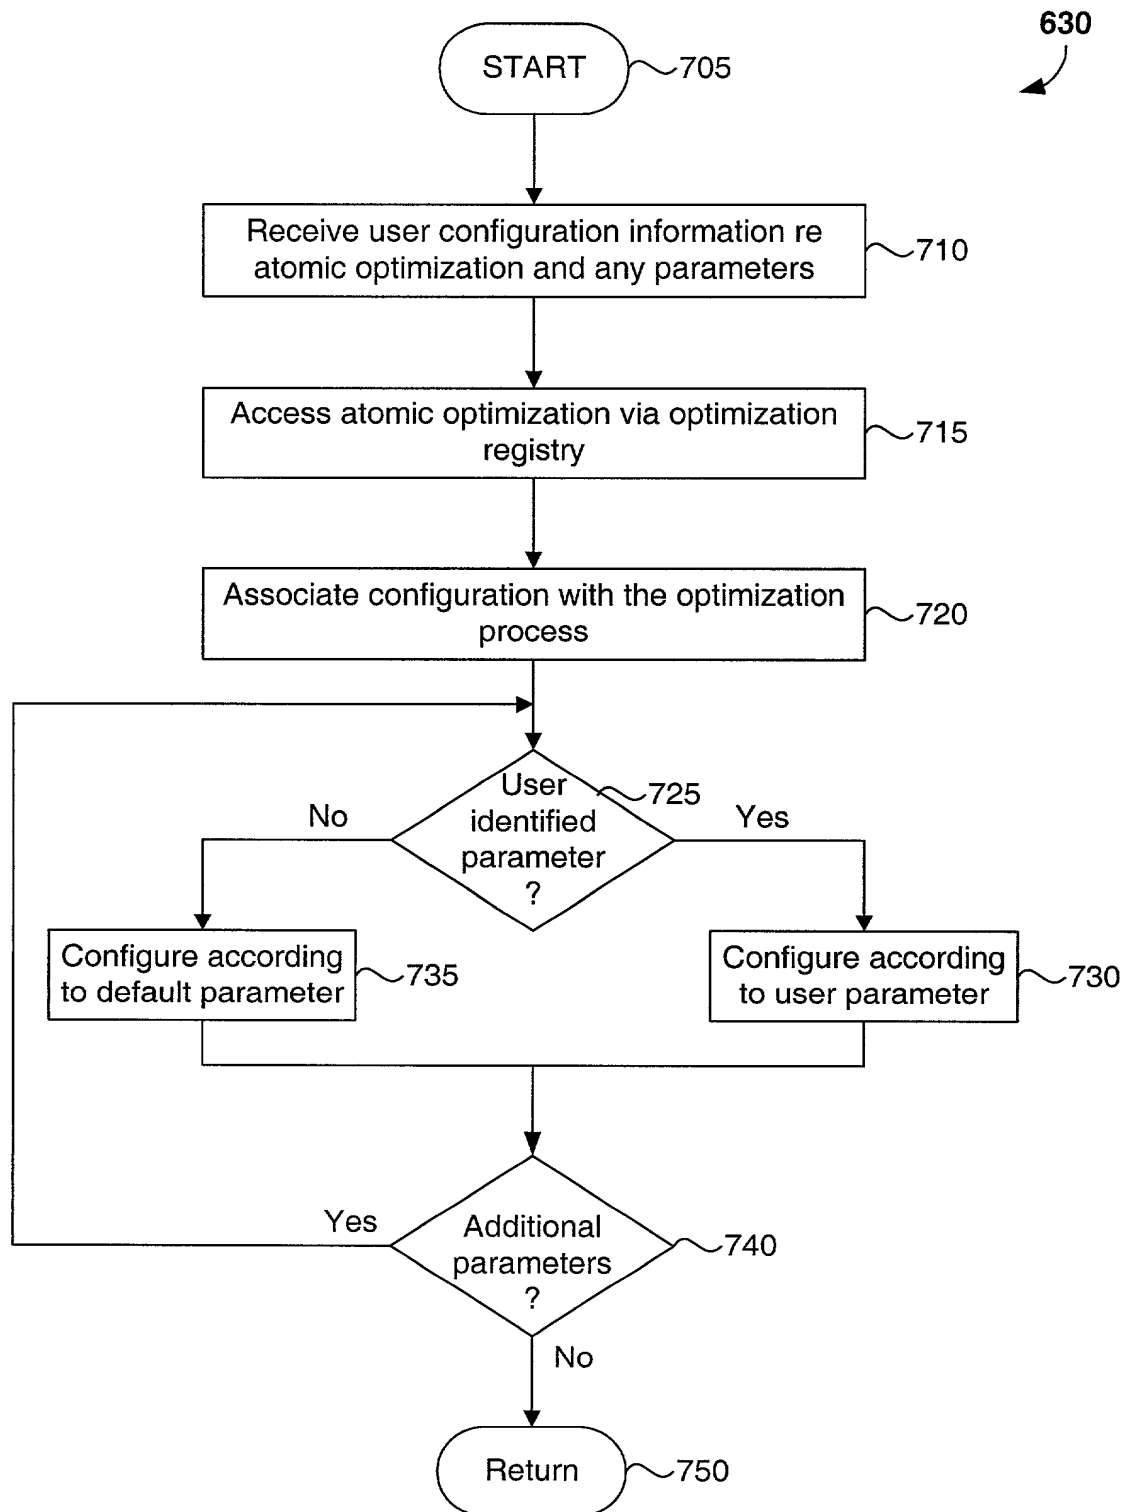 630
START
705
Receive user configuration information re
atomic optimization and any parameters
710
Access atomic optimization via optimization
registry
715
Associate configuration with the optimization
process
720
User
identified
parameter
?
725
No
Yes
Configure according
to default parameter
735
Configure according
to user parameter
730
Additional
parameters
?
740
Yes
No
Return
750